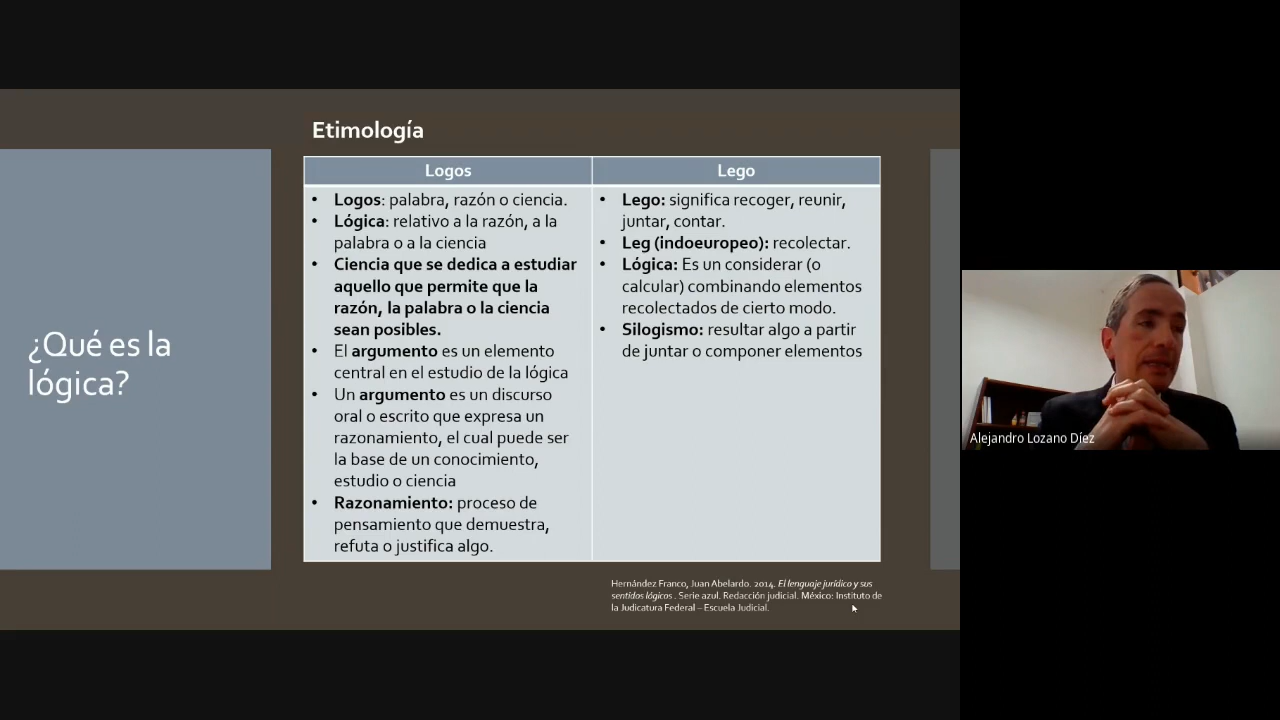 ¿Qué es la
lógica?
Etimología
Logos
• Logos: palabra, razón o ciencia.
• Lógica: relativo a la razón, a la
palabra o a la ciencia
• Ciencia que se dedica a estudiar
aquello que permite que la
razón, la palabra o la ciencia
sean posibles.
• El argumento es un elemento
central en el estudio de la lógica
• Un argumento es un discurso
oral o escrito que expresa un
razonamiento, el cual puede ser
la base de un conocimiento,
estudio o ciencia
• Razonamiento: proceso de
pensamiento que demuestra,
refuta o justifica algo.
Lego
• Lego: significa recoger, reunir,
juntar, contar.
• Leg (indoeuropeo): recolectar.
• Lógica: Es un considerar (o
calcular) combinando elementos
recolectados de cierto modo.
• Silogismo: resultar algo a partir
de juntar o componer elementos
Hernández Franco, Juan Abelardo. 2014. El lenguaje jurídico y sus
sentidos lógicos . Serie azul. Redacción judicial. México: Instituto de
la Judicatura Federal – Escuela Judicial.
Alejandro Lozano Díez